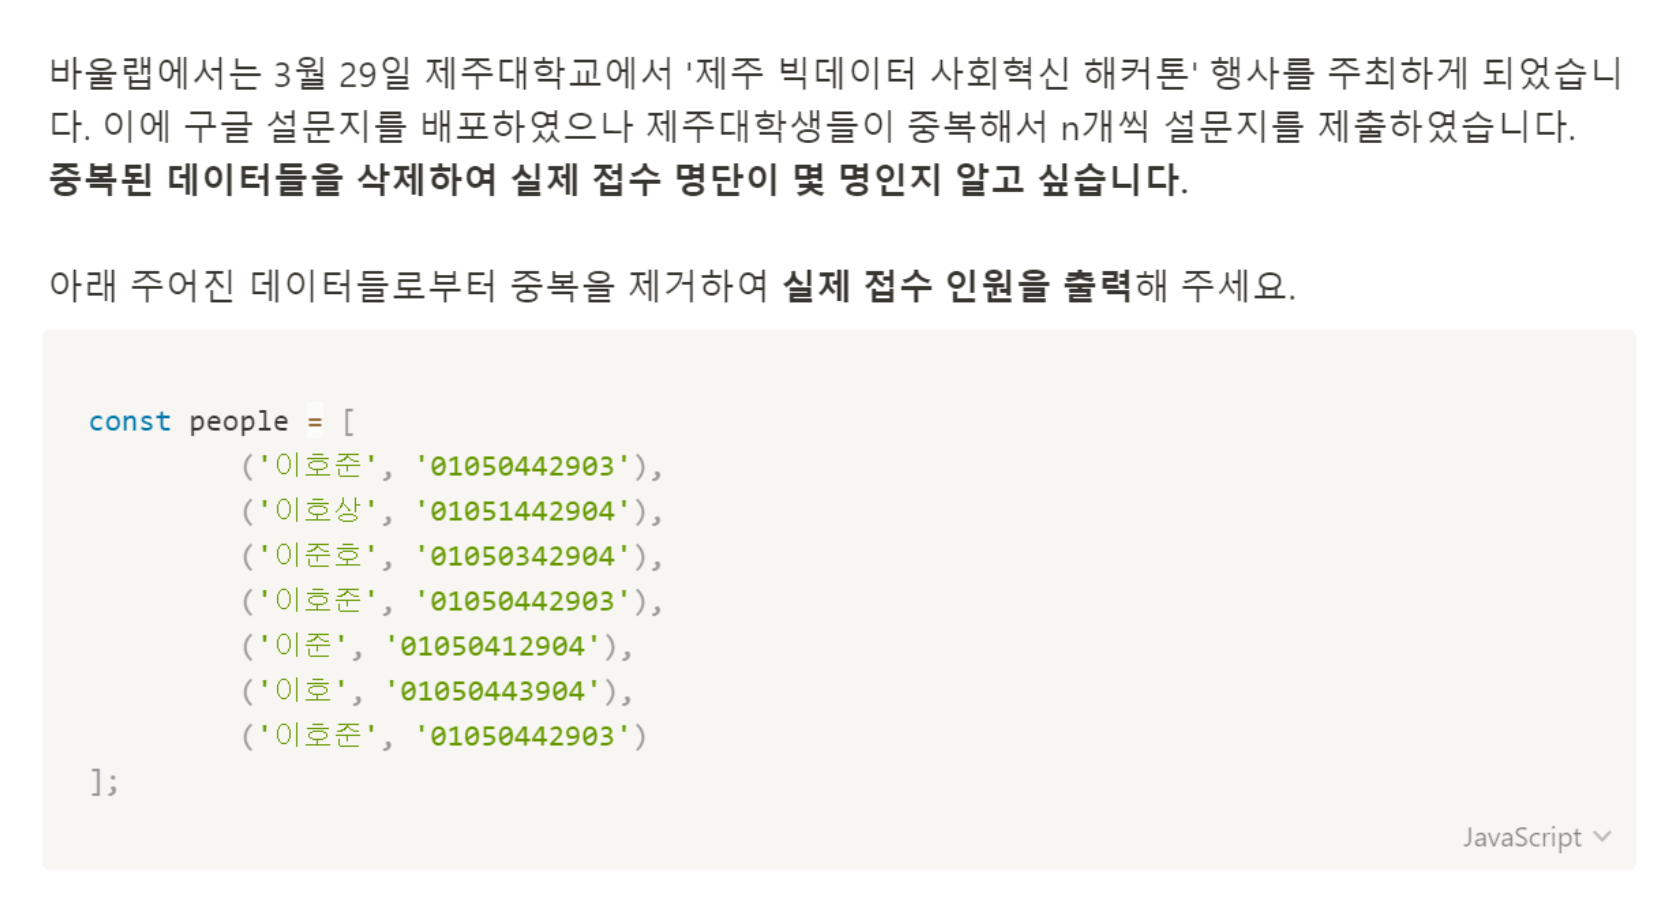 바울랩에서는 3월 29일 제주대학교에서 '제주 빅데이터 사회혁신 해커톤' 행사를 주최하게 되었습니
다. 이에 구글 설문지를 배포하였으나 제주대학생들이 중복해서 n개씩 설문지를 제출하였습니다.
중복된 데이터들을 삭제하여 실제 접수 명단이 몇 명인지 알고 싶습니다.
아래 주어진 데이터들로부터 중복을 제거하여 실제 접수 인원을 출력해 주세요.
const people = [
('이호준', '01050442903'),
('이호상', '01051442904'),
('이준호', '01050342904'),
('이호준', '01050442903'),
('이준', '01050412904'),
('이호', '01050443904'),
('이호준', '01050442903')
];
JavaScript